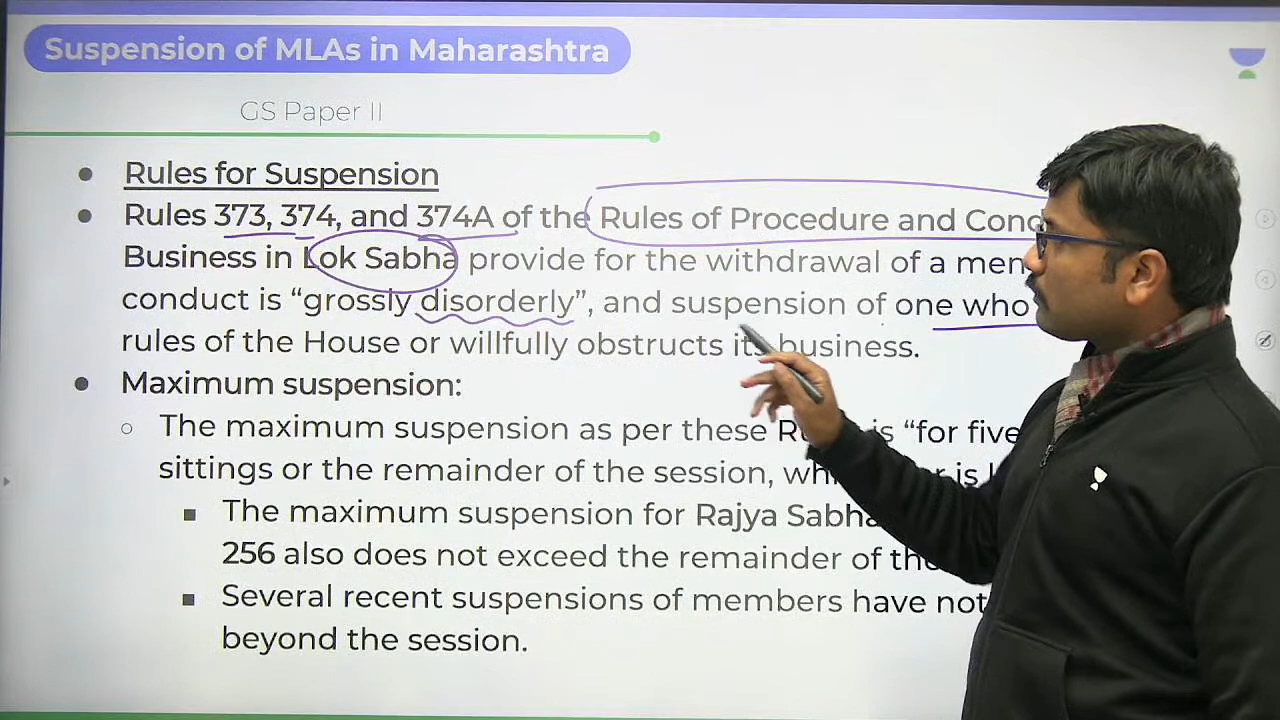 Suspension of MLAs in Maharashtra
GS Paper II
● Rules for Suspension
● Rules 373, 374, and 374A of the Rules of Procedure and Cond
Business in Lok Sabha provide for the withdrawal of a mem
conduct is “grossly disorderly”, and suspension of one who
rules of the House or willfully obstructs its business.
● Maximum suspension:
○ The maximum suspension as per these is “for five
sittings or the remainder of the session, is
■ The maximum suspension for Rajya Sabha
256 also does not exceed the remainder of the
■ Several recent suspensions of members have not
beyond the session.